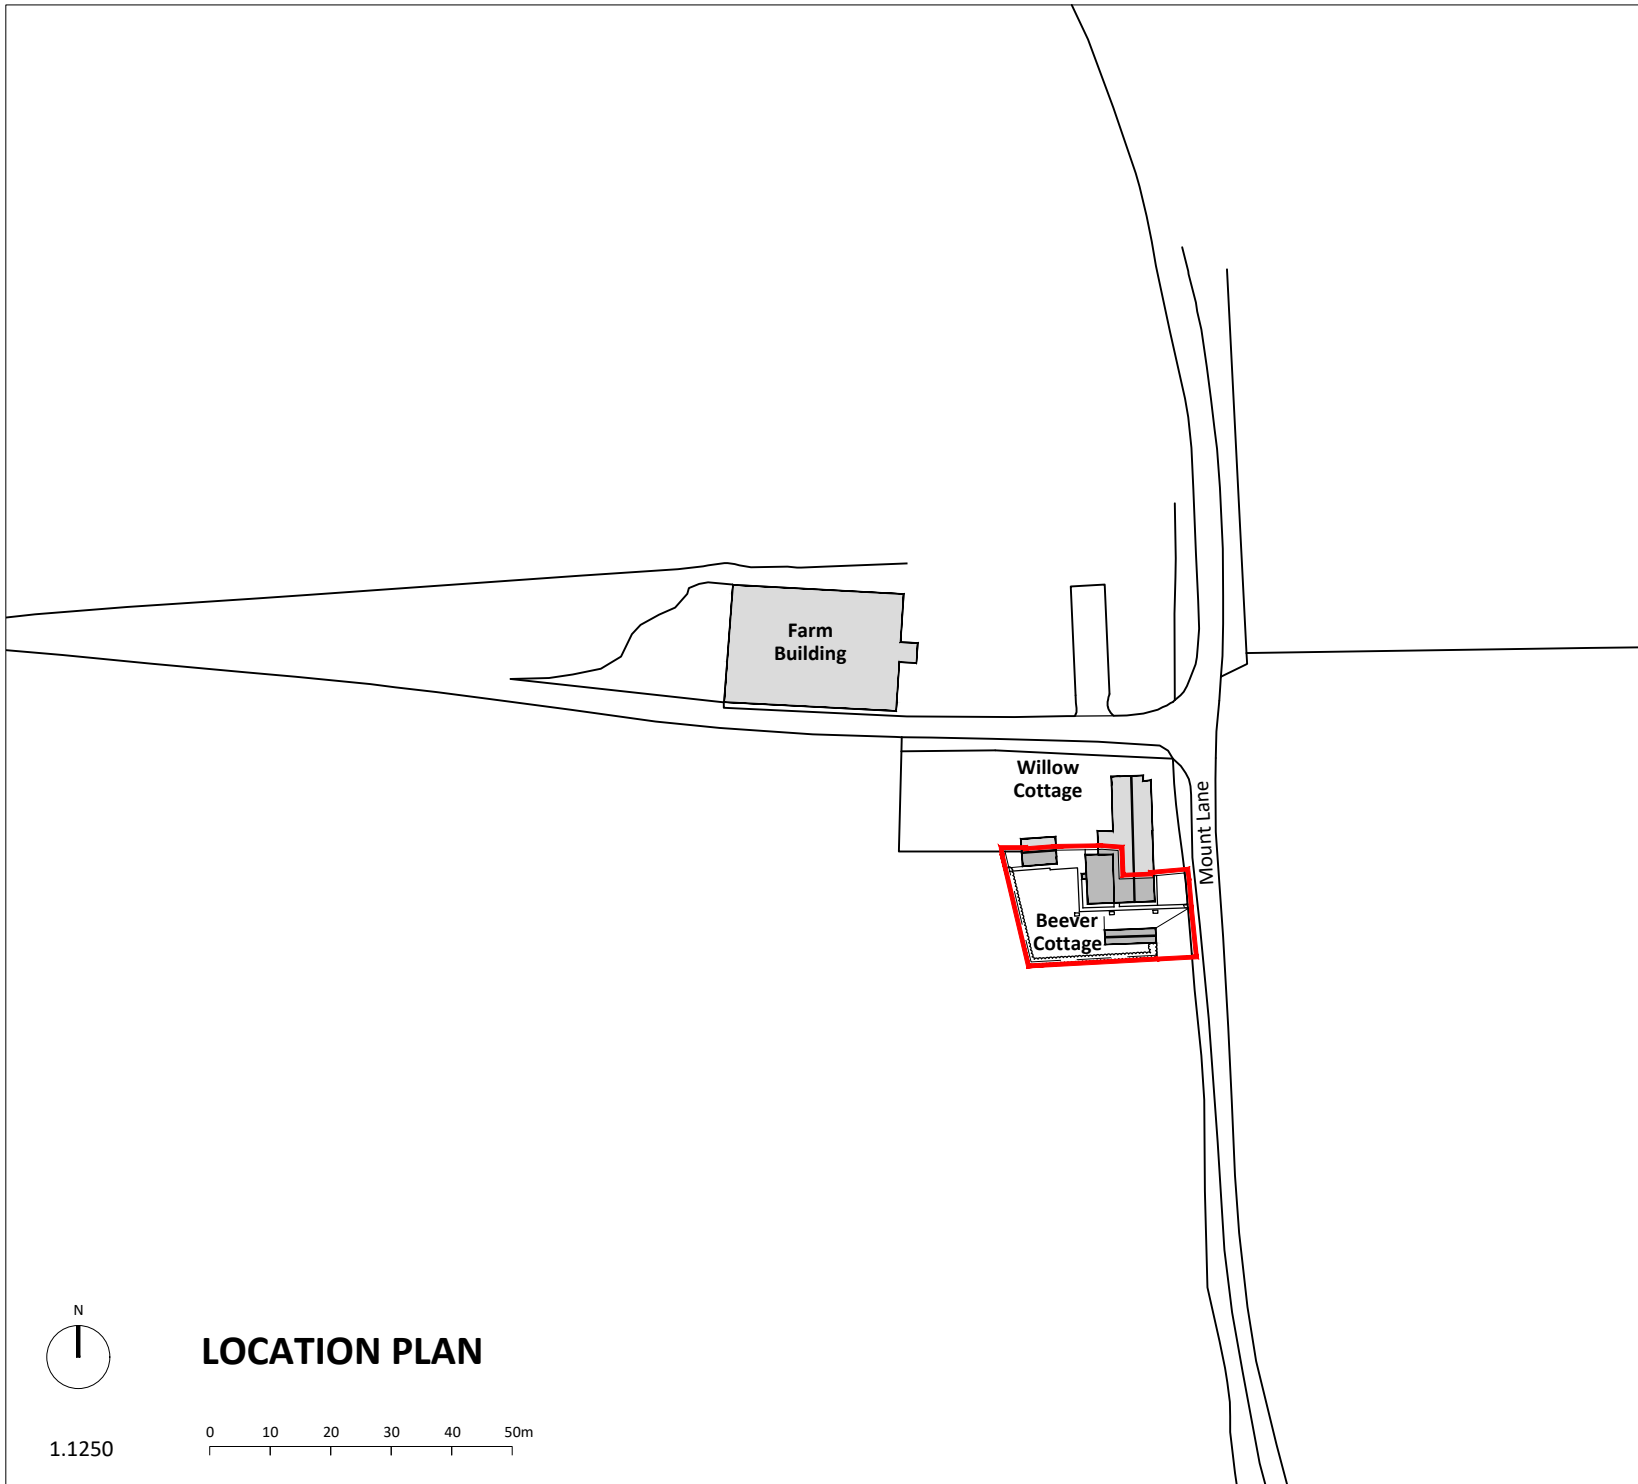 Farm
Building
Willow
Cottage
Mount Lane
Beever
Cottage
N
LOCATION PLAN
1.1250
0 10 20 30 40 50m